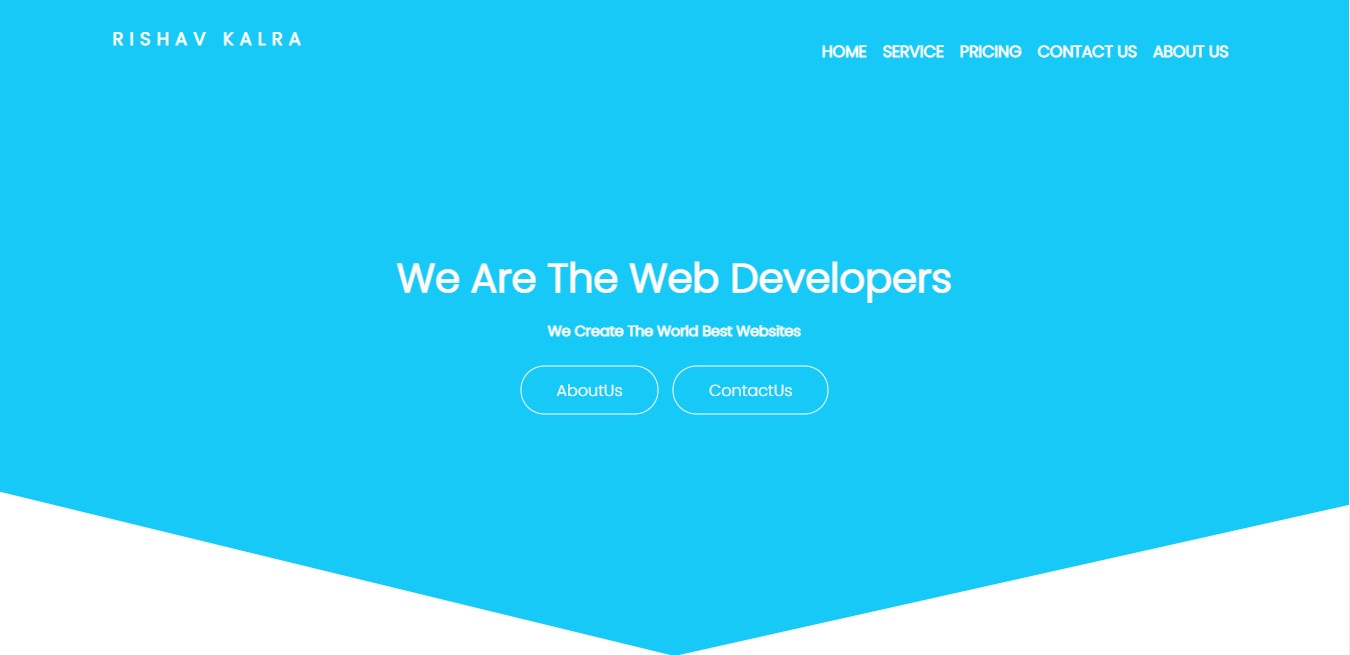 RISHAV KALRA
HOME SERVICE PRICING CONTACT US ABOUT US
We Are The Web Developers
We Create The World Best Websites
AboutUs ContactUs